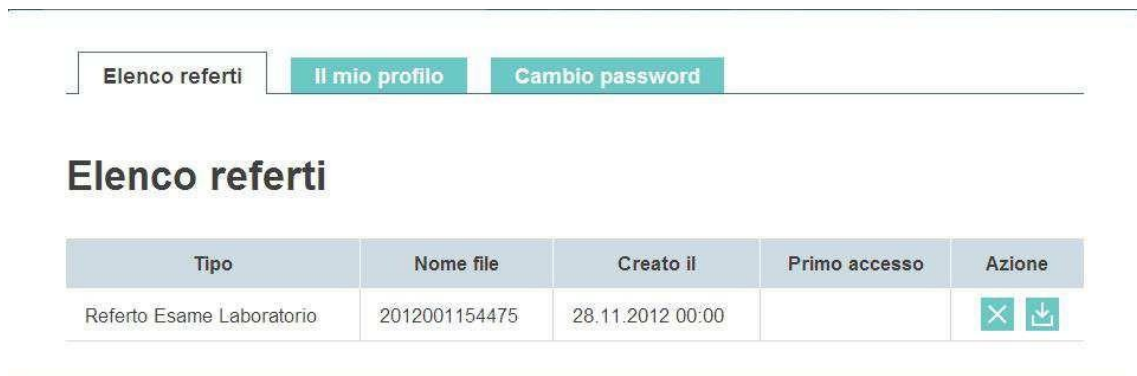 Elenco referti Il mio profilo Cambio password
Elenco referti
Tipo Nome file Creato il Primo accesso Azione
Referto Esame Laboratorio 2012001154475 28.11.2012 00:00